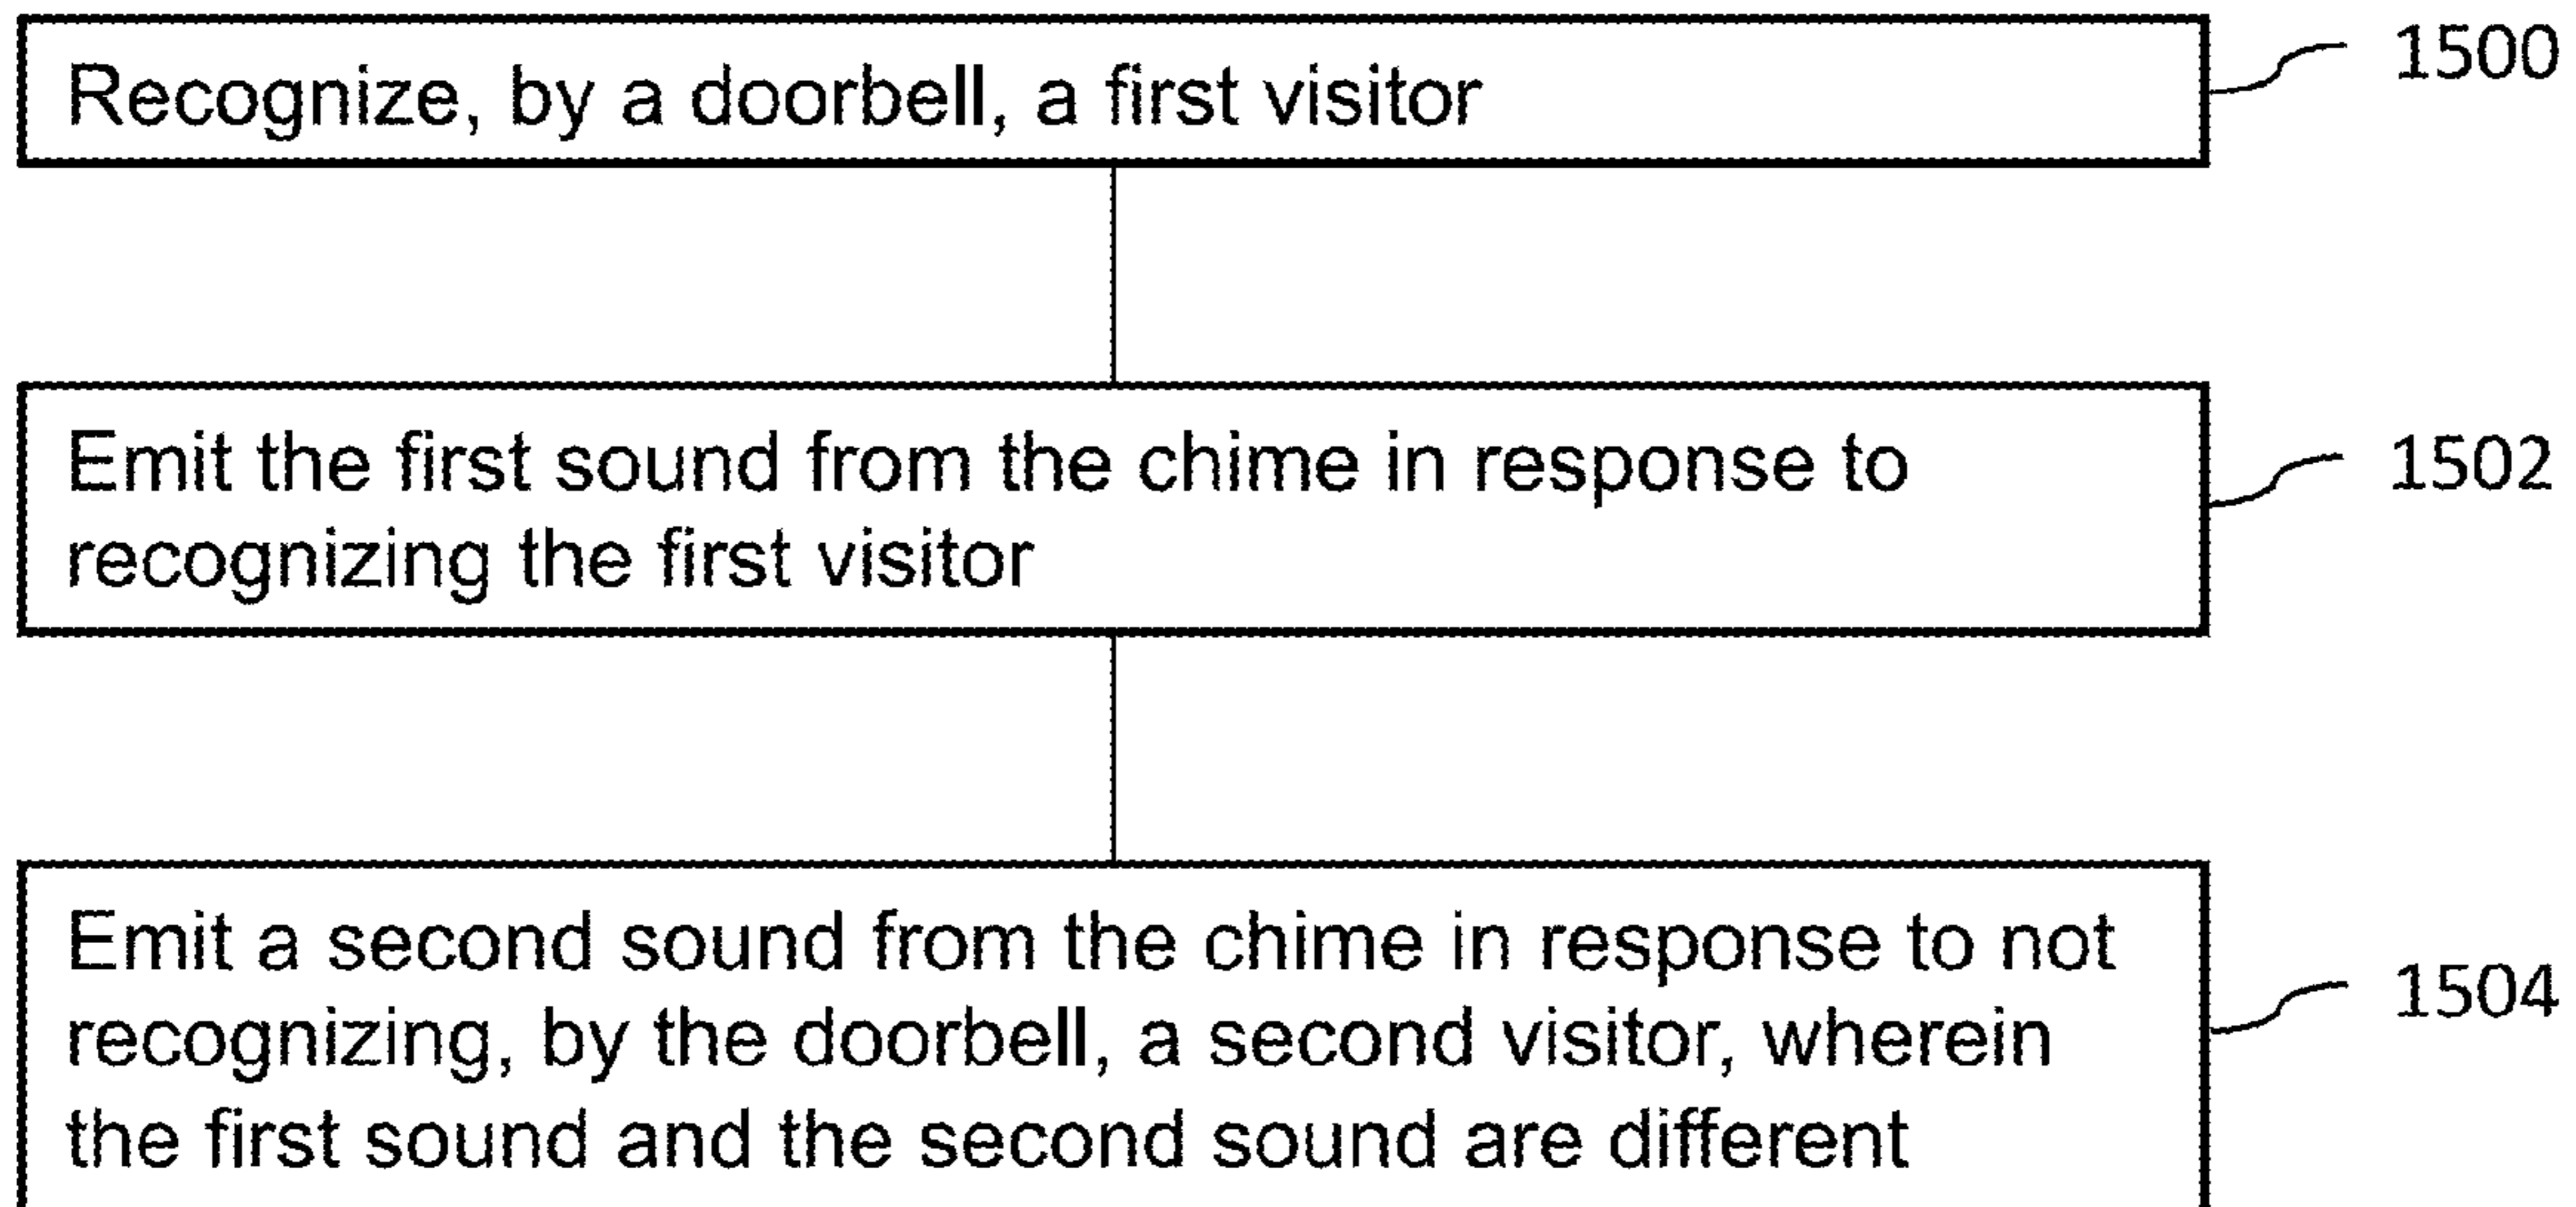 Recognize, by a doorbell, a first visitor
1500
Emit the first sound from the chime in response to
recognizing the first visitor
1502
Emit a second sound from the chime in response to not
recognizing, by the doorbell, a second visitor, wherein
the first sound and the second sound are different
1504